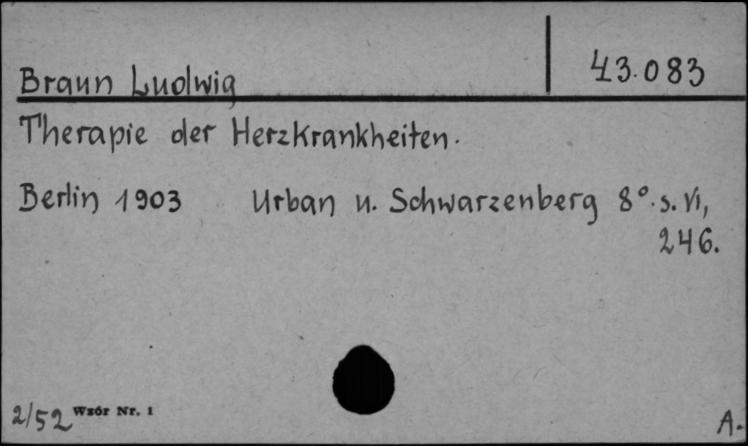 43.083
Braun Ludwig
Therapie der Herzkrankheiten.
Berlin 1903 Urban u. Schwarzenberg 8°. s. VI,
246.
2/52 Wzór Nr. 1
A.